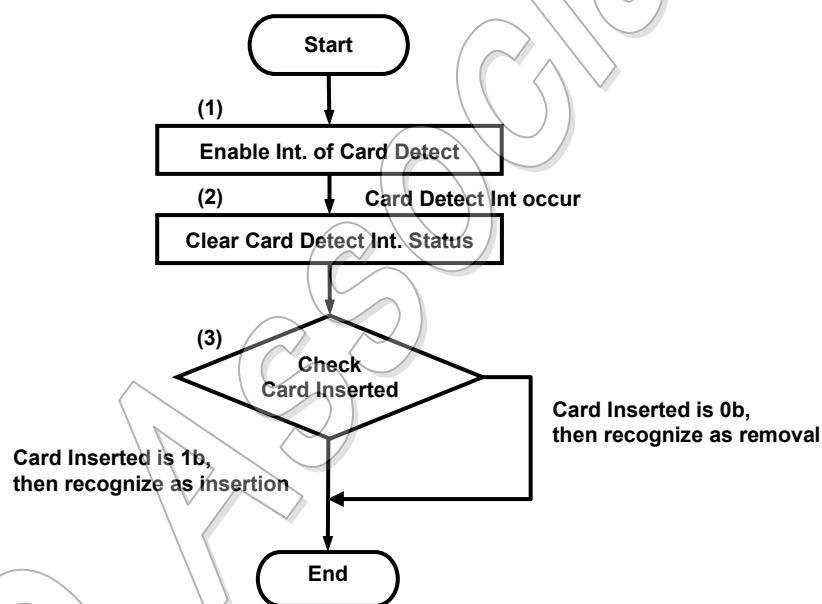 Start
(1)
Enable Int. of Card Detect
(2)
Card Detect Int occur
Clear Card Detect Int. Status
(3)
Check
Card Inserted
Card Inserted is 0b,
then recognize as removal
Card Inserted is 1b,
then recognize as insertion
End